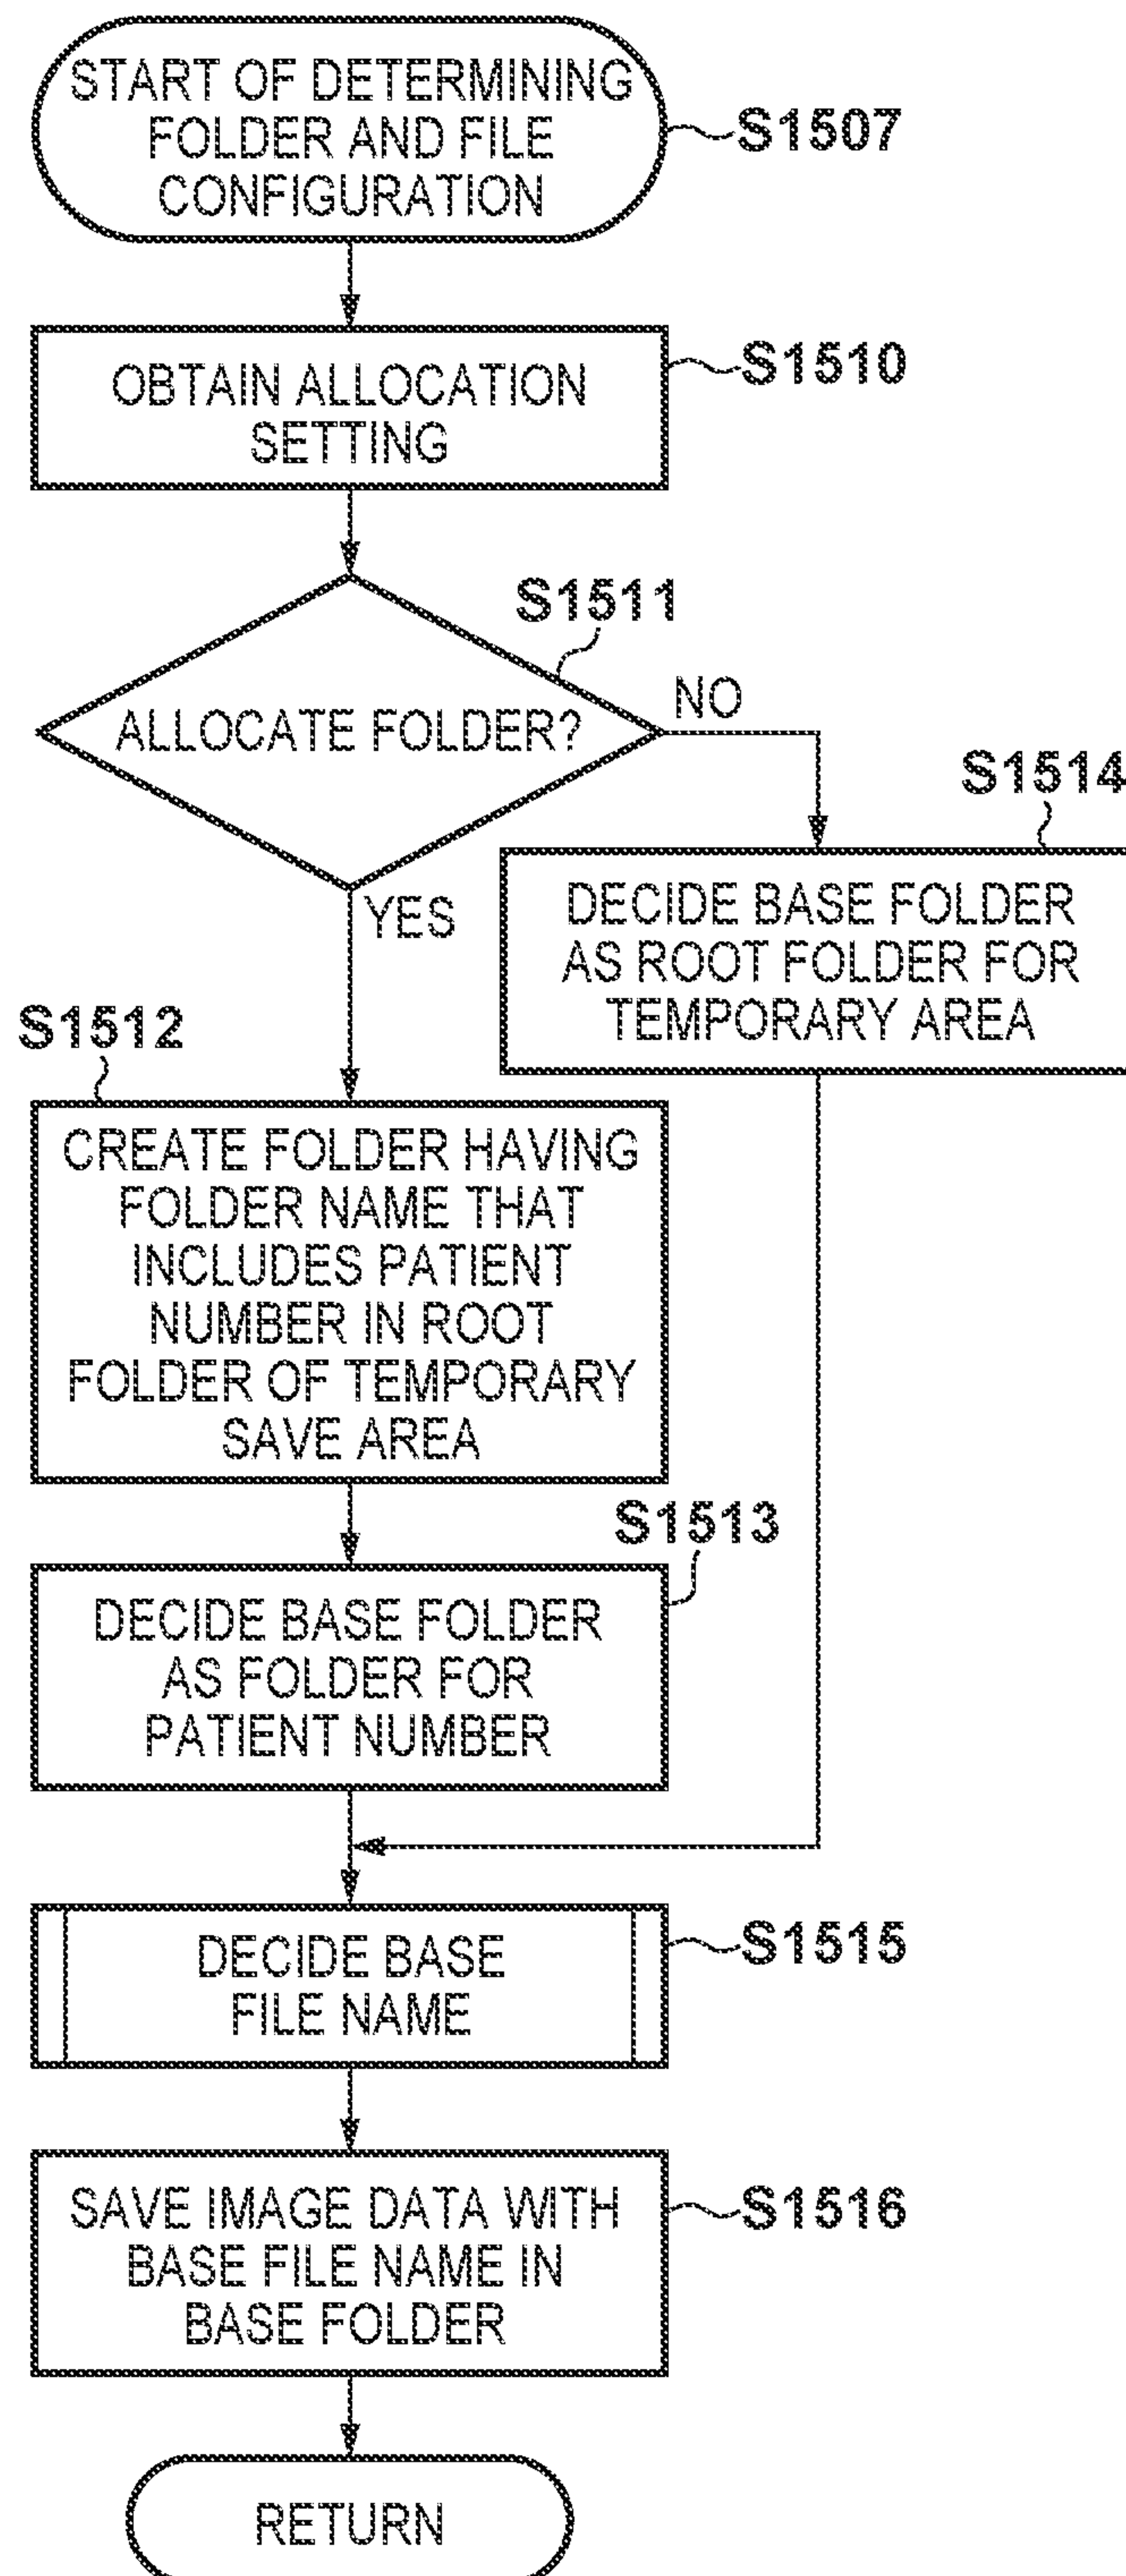 START OF DETERMINING
FOLDER AND FILE
CONFIGURATION
S1507
OBTAIN ALLOCATION
SETTING
S1510
S1511
ALLOCATE FOLDER?
NO
YES
S1514
DECIDE BASE FOLDER
AS ROOT FOLDER FOR
TEMPORARY AREA
S1512
CREATE FOLDER HAVING
FOLDER NAME THAT
INCLUDES PATIENT
NUMBER IN ROOT
FOLDER OF TEMPORARY
SAVE AREA
S1513
DECIDE BASE FOLDER
AS FOLDER FOR
PATIENT NUMBER
DECIDE BASE
FILE NAME
S1515
SAVE IMAGE DATA WITH
BASE FILE NAME IN
BASE FOLDER
S1516
RETURN